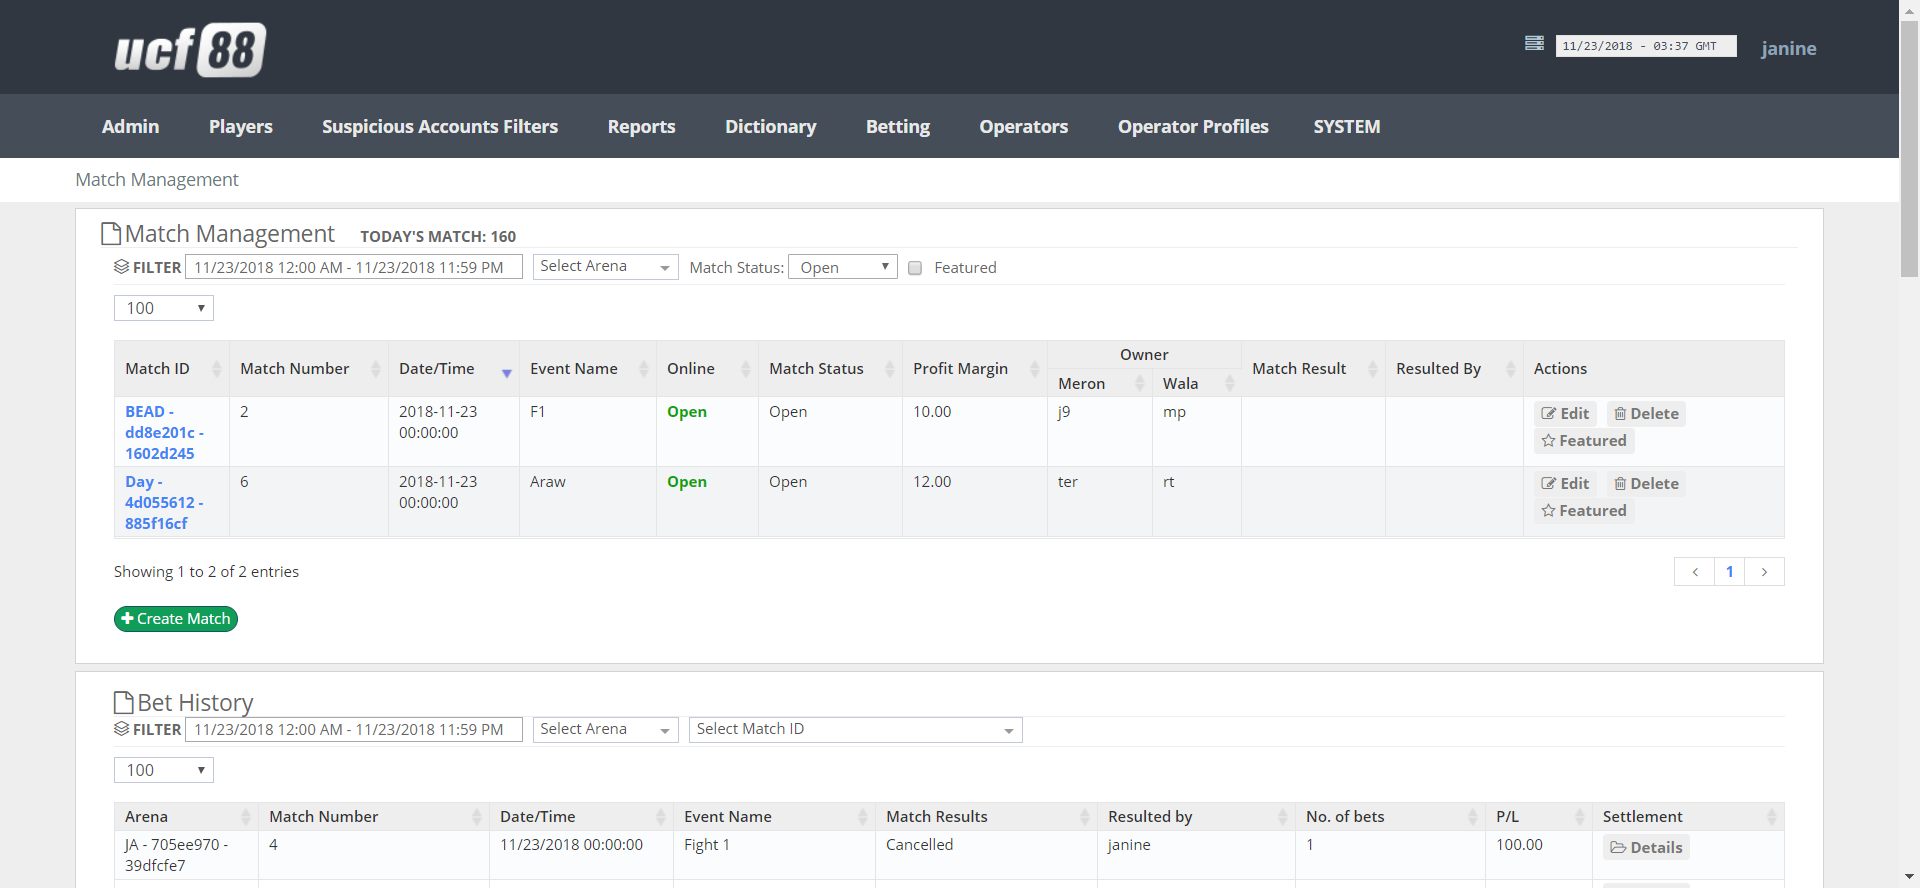 ucf88
11/23/2018 - 03:37 GMT
janine
Admin Players Suspicious Accounts Filters Reports Dictionary Betting Operators Operator Profiles SYSTEM
Match Management
Match Management TODAY'S MATCH: 160
FILTER 11/23/2018 12:00 AM - 11/23/2018 11:59 PM Select Arena Match Status: Open Featured
100
Owner
Match ID Match Number Date/Time Event Name Online Match Status Profit Margin Match Result Resulted By Actions
Meron Wala
BEAD - 2 2018-11-23 F1 Open Open 10.00 j9 mp Edit Delete
dd8e201c - 00:00:00 Featured
1602d245
Day - 6 2018-11-23 Araw Open Open 12.00 ter rt Edit Delete
4d055612 - 00:00:00 Featured
885f16cf
Showing 1 to 2 of 2 entries < 1 >
Create Match
Bet History
FILTER 11/23/2018 12:00 AM - 11/23/2018 11:59 PM Select Arena Select Match ID
100
Arena Match Number Date/Time Event Name Match Results Resulted by No. of bets P/L Settlement
JA - 705ee970 - 4 11/23/2018 00:00:00 Fight 1 Cancelled janine 1 100.00 Details
39dfcfe7